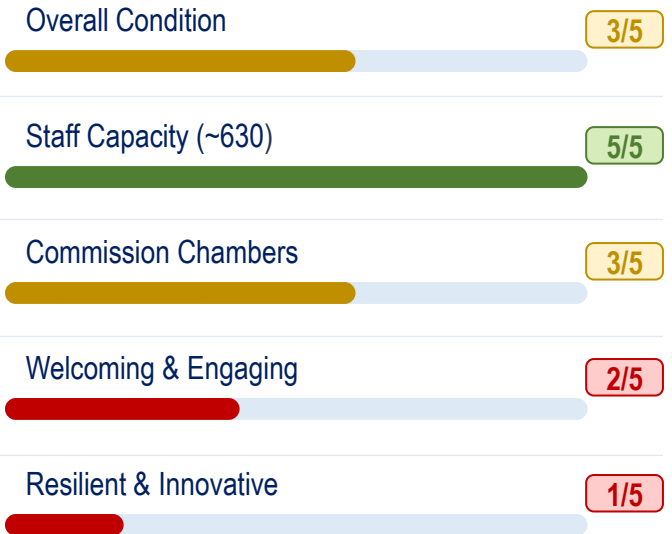 Overall Condition
3/5
Staff Capacity (~630)
5/5
Commission Chambers
3/5
Welcoming & Engaging
2/5
Resilient & Innovative
1/5